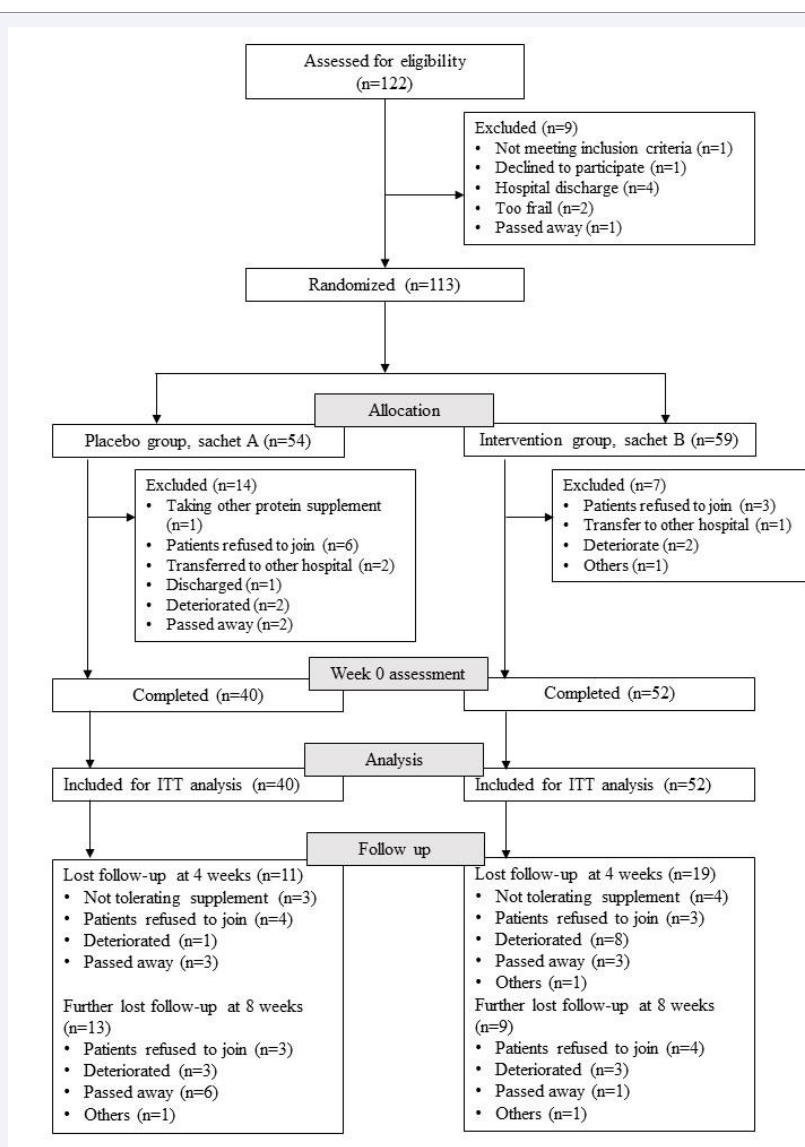 Assessed for eligibility
(n=122)
Excluded (n=9)
• Not meeting inclusion criteria (n=1)
• Declined to participate (n=1)
• Hospital discharge (n=4)
• Too frail (n=2)
• Passed away (n=1)
Randomized (n=113)
Allocation
Placebo group, sachet A (n=54)
Intervention group, sachet B (n=59)
Excluded (n=14)
• Taking other protein supplement
(n=1)
• Patients refused to join (n=6)
• Transferred to other hospital (n=2)
• Discharged (n=1)
• Deteriorated (n=2)
• Passed away (n=2)
Excluded (n=7)
• Patients refused to join (n=3)
• Transfer to other hospital (n=1)
• Deteriorate (n=2)
• Others (n=1)
Week 0 assessment
Completed (n=40)
Completed (n=52)
Analysis
Included for ITT analysis (n=40)
Included for ITT analysis (n=52)
Follow up
Lost follow-up at 4 weeks (n=11)
• Not tolerating supplement (n=3)
• Patients refused to join (n=4)
• Deteriorated (n=1)
• Passed away (n=3)
Further lost follow-up at 8 weeks
(n=13)
• Patients refused to join (n=3)
• Deteriorated (n=3)
• Passed away (n=6)
• Others (n=1)
Lost follow-up at 4 weeks (n=19)
• Not tolerating supplement (n=4)
• Patients refused to join (n=3)
• Deteriorated (n=8)
• Passed away (n=3)
• Others (n=1)
Further lost follow-up at 8 weeks
(n=9)
• Patients refused to join (n=4)
• Deteriorated (n=3)
• Passed away (n=1)
• Others (n=1)